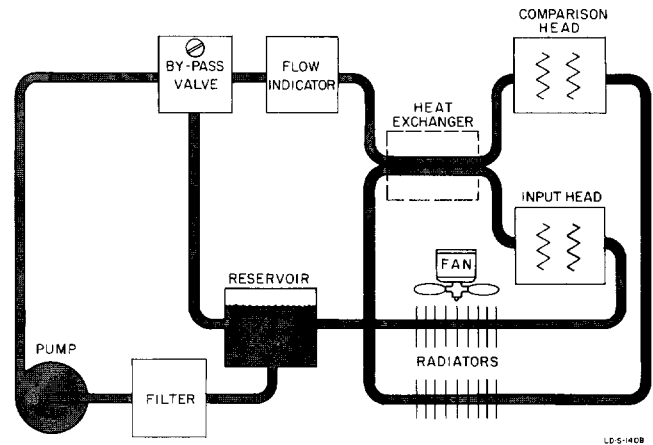 COMPARISON
HEAD
BY-PASS
VALVE
FLOW
INDICATOR
HEAT
EXCHANGER
INPUT HEAD
FAN
RESERVOIR
RADIATORS
PUMP
FILTER
LD-S-1408